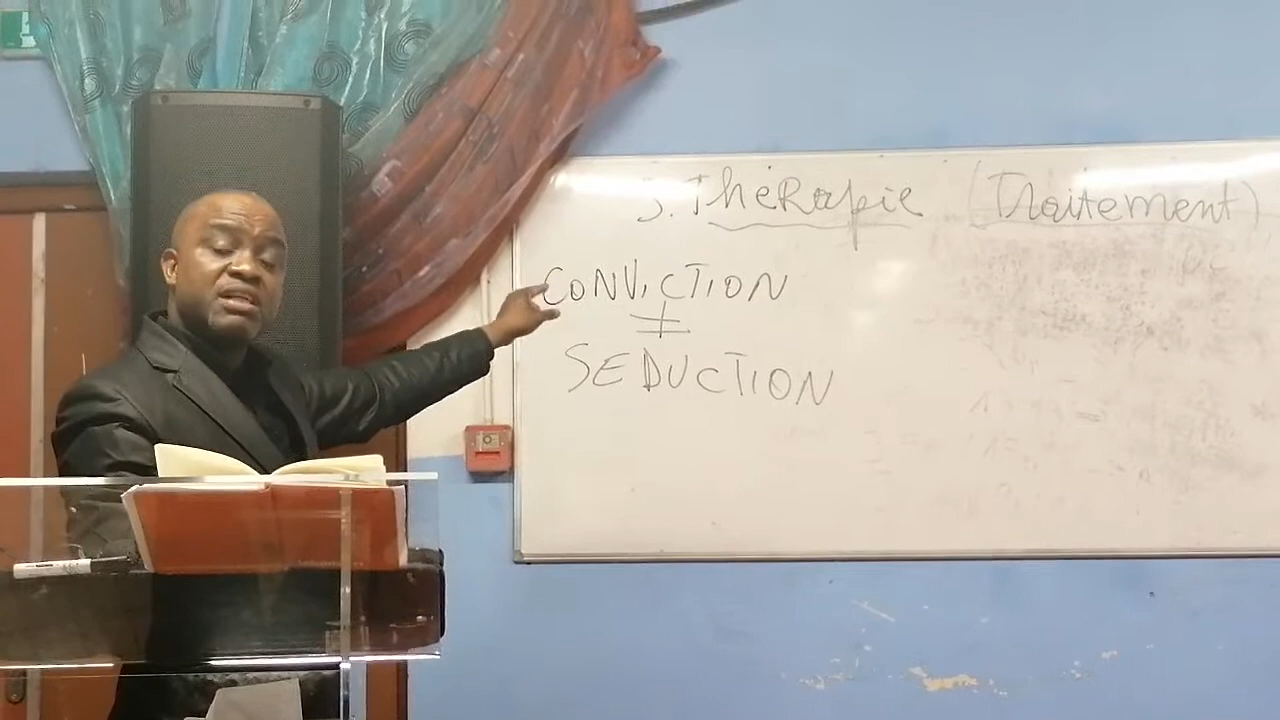 3. Thérapie (Traitement)
CONVICTION
≠
SEDUCTION